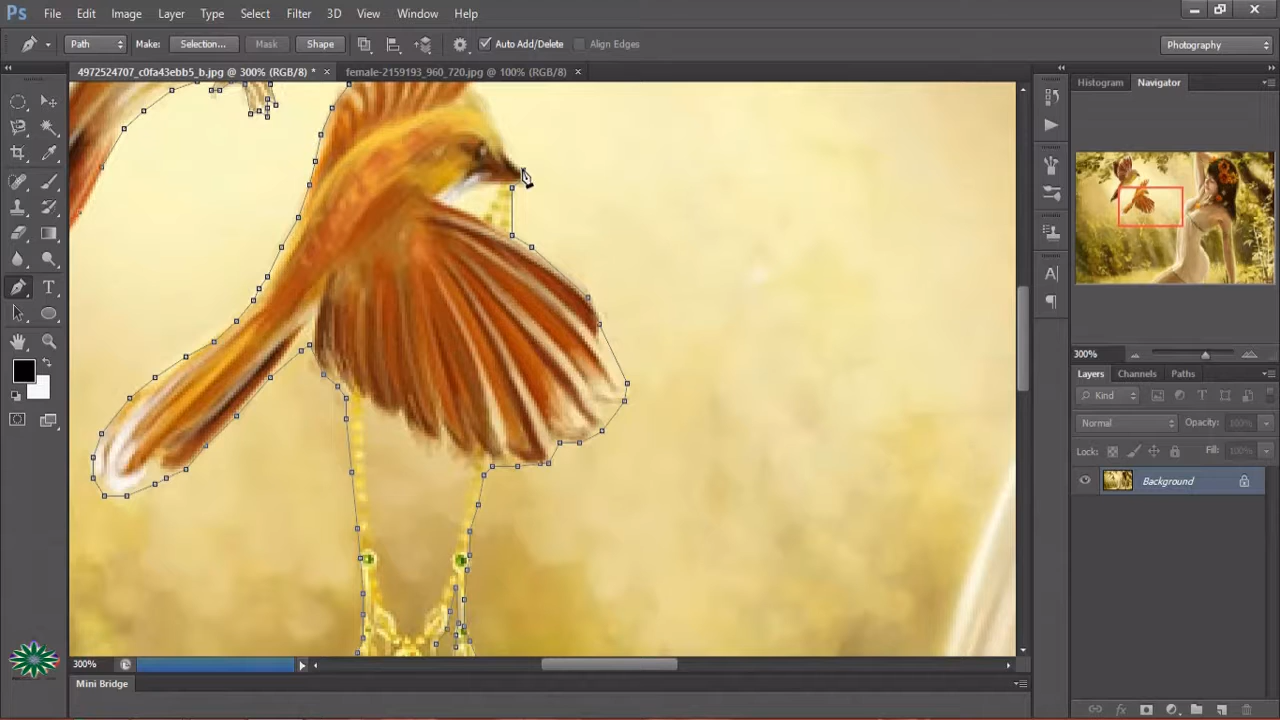 Ps File Edit Image Layer Type Select Filter 3D View Window Help
Path Make: Selection... Mask Shape Auto Add/Delete Align Edges Photography
4972524707_c0fa43ebb5_b.jpg @ 300% (RGB/8) * × female-2159193_960_720.jpg @ 100% (RGB/8) ×
Histogram Navigator
300%
Layers Channels Paths
Kind
Normal Opacity: 100%
Lock: Fill: 100%
Background
300%
Mini Bridge